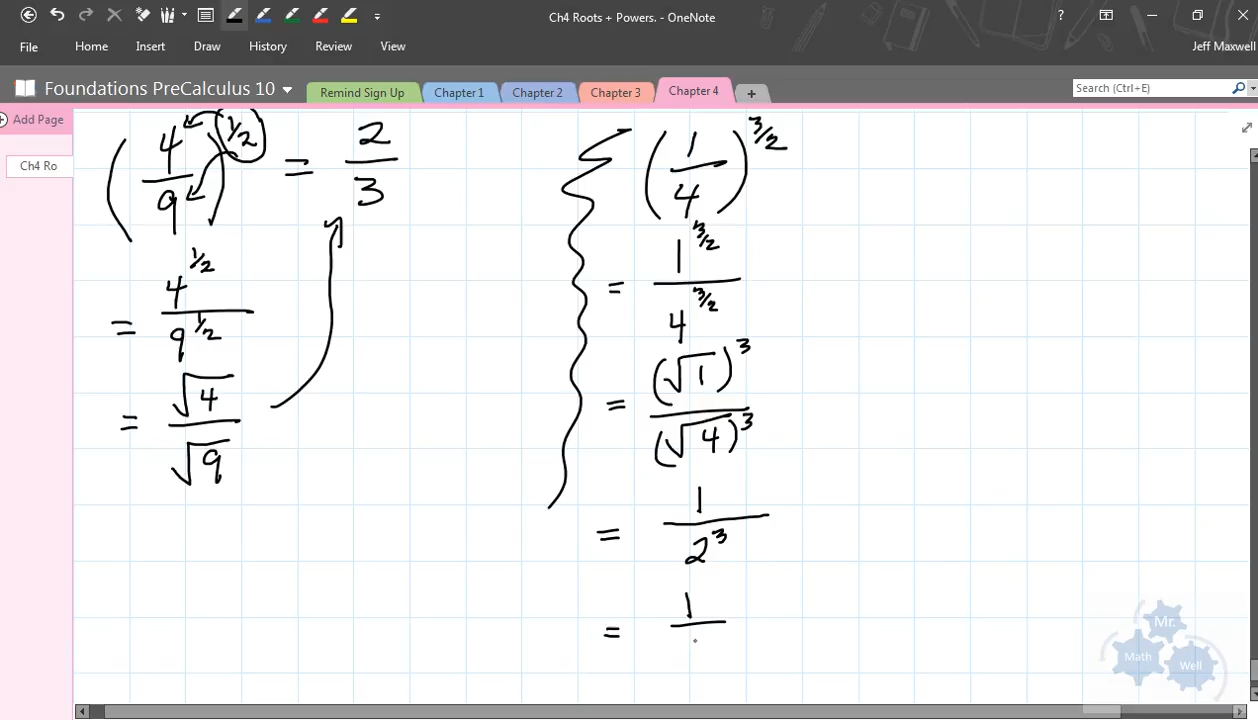 Ch4 Roots + Powers. - OneNote
?
File Home Insert Draw History Review View
Jeff Maxwell
Foundations PreCalculus 10
Remind Sign Up Chapter 1 Chapter 2 Chapter 3 Chapter 4 +
Search (Ctrl+E)
Add Page
Ch4 Ro
(4/9)^1/2 = 2/3
= 4^1/2 / 9^1/2
= √4 / √9
(1/4)^3/2
= 1^3/2 / 4^3/2
= (√1)^3 / (√4)^3
= 1 / 2^3
= 1 /
Mr.
Math
Well